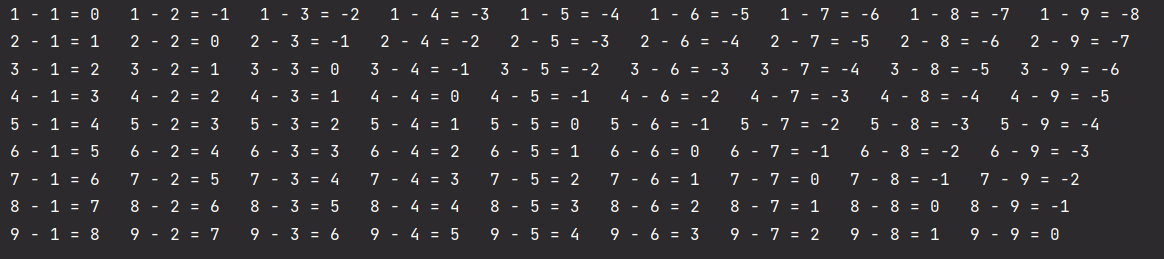 1 - 1 = 0   1 - 2 = -1   1 - 3 = -2   1 - 4 = -3   1 - 5 = -4   1 - 6 = -5   1 - 7 = -6   1 - 8 = -7   1 - 9 = -8
2 - 1 = 1   2 - 2 = 0   2 - 3 = -1   2 - 4 = -2   2 - 5 = -3   2 - 6 = -4   2 - 7 = -5   2 - 8 = -6   2 - 9 = -7
3 - 1 = 2   3 - 2 = 1   3 - 3 = 0   3 - 4 = -1   3 - 5 = -2   3 - 6 = -3   3 - 7 = -4   3 - 8 = -5   3 - 9 = -6
4 - 1 = 3   4 - 2 = 2   4 - 3 = 1   4 - 4 = 0   4 - 5 = -1   4 - 6 = -2   4 - 7 = -3   4 - 8 = -4   4 - 9 = -5
5 - 1 = 4   5 - 2 = 3   5 - 3 = 2   5 - 4 = 1   5 - 5 = 0   5 - 6 = -1   5 - 7 = -2   5 - 8 = -3   5 - 9 = -4
6 - 1 = 5   6 - 2 = 4   6 - 3 = 3   6 - 4 = 2   6 - 5 = 1   6 - 6 = 0   6 - 7 = -1   6 - 8 = -2   6 - 9 = -3
7 - 1 = 6   7 - 2 = 5   7 - 3 = 4   7 - 4 = 3   7 - 5 = 2   7 - 6 = 1   7 - 7 = 0   7 - 8 = -1   7 - 9 = -2
8 - 1 = 7   8 - 2 = 6   8 - 3 = 5   8 - 4 = 4   8 - 5 = 3   8 - 6 = 2   8 - 7 = 1   8 - 8 = 0   8 - 9 = -1
9 - 1 = 8   9 - 2 = 7   9 - 3 = 6   9 - 4 = 5   9 - 5 = 4   9 - 6 = 3   9 - 7 = 2   9 - 8 = 1   9 - 9 = 0